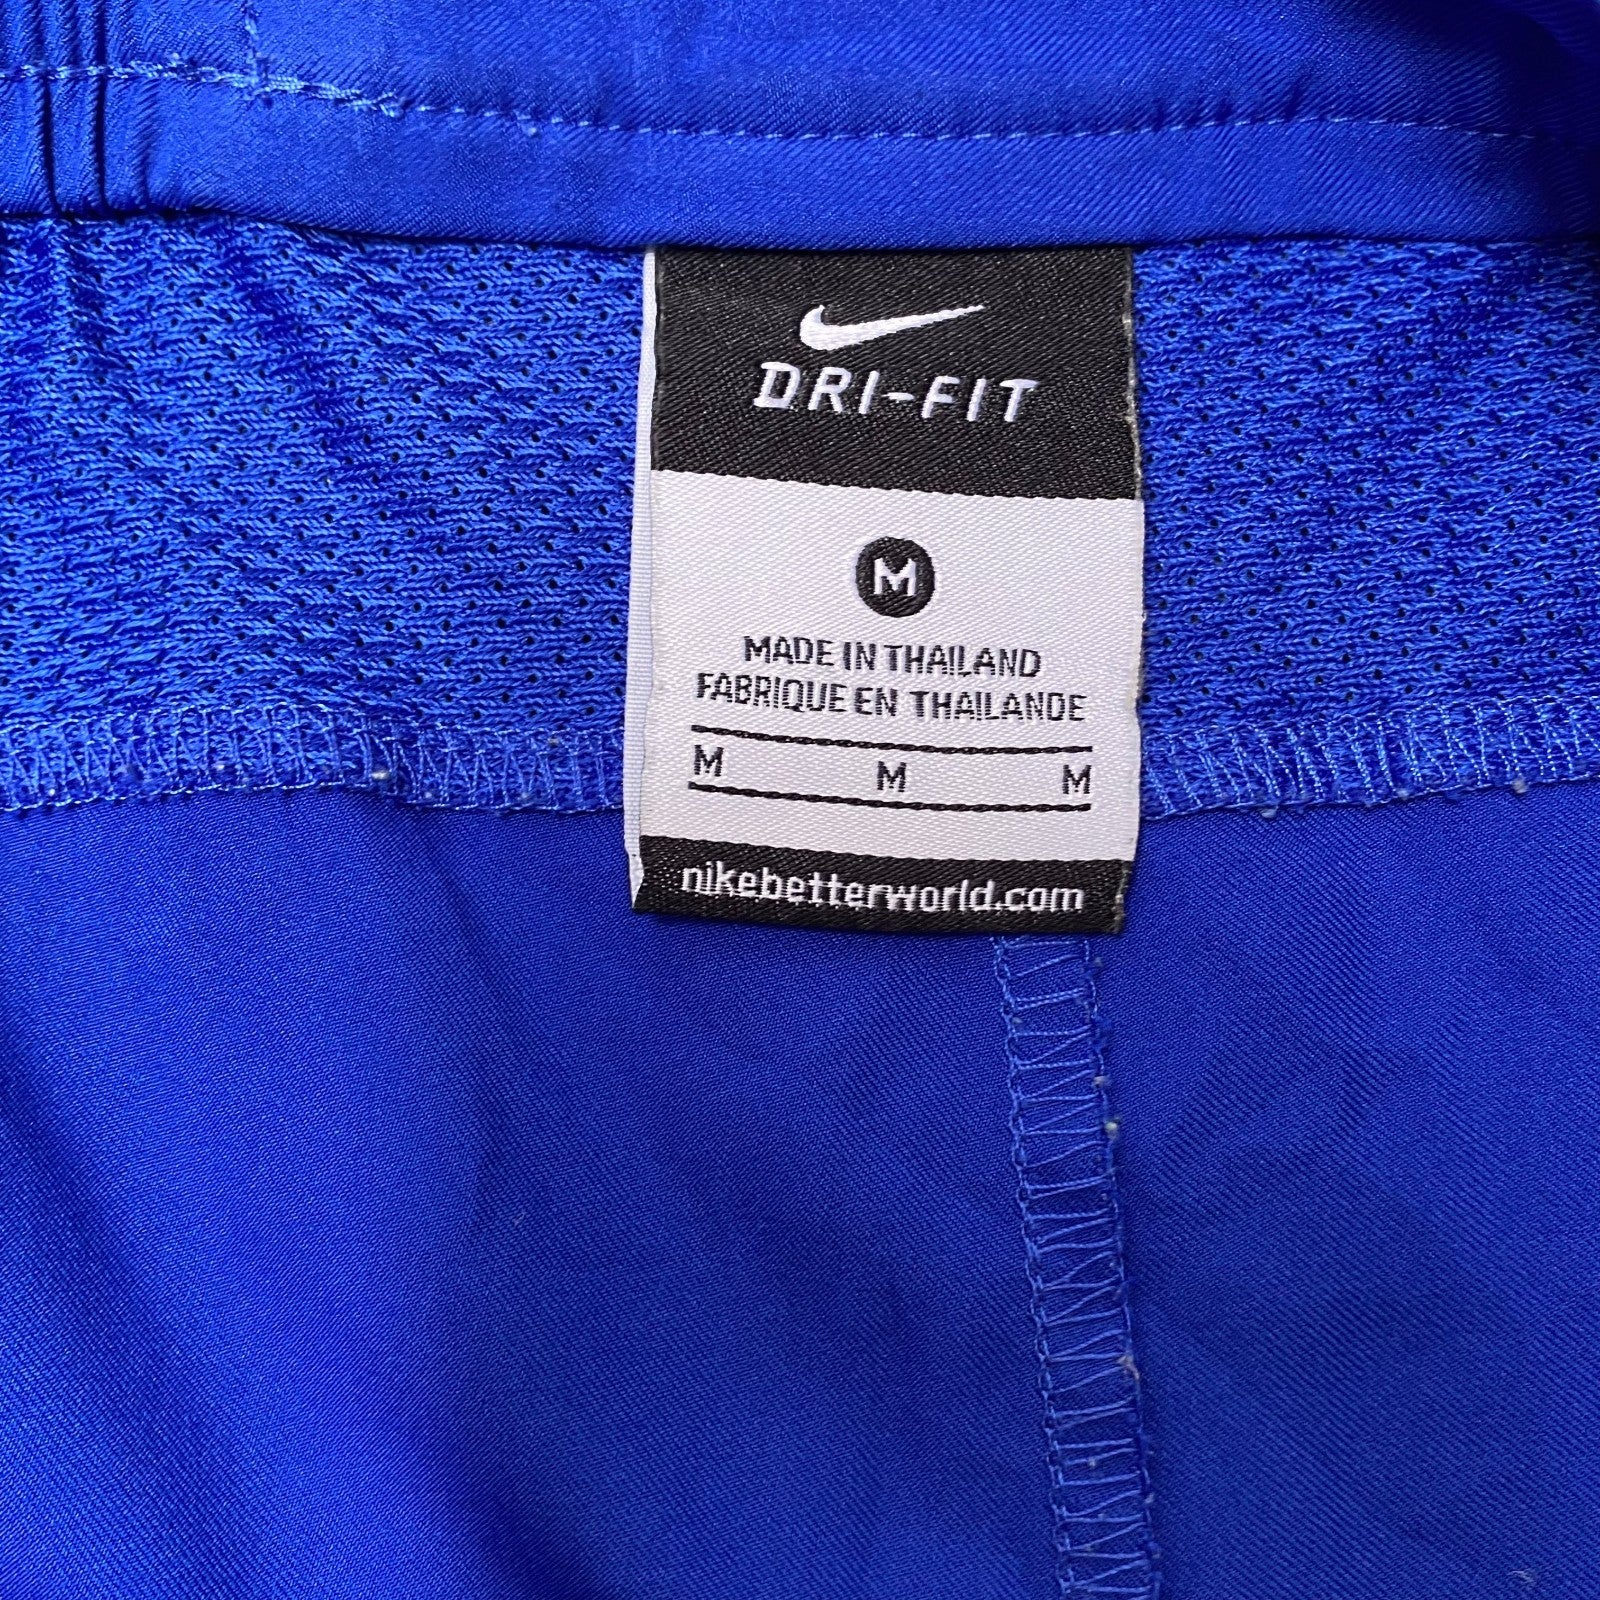 DRI-FIT
M
MADE IN THAILAND
FABRIQUE EN THAILANDE
M M M
nikebetterworld.com